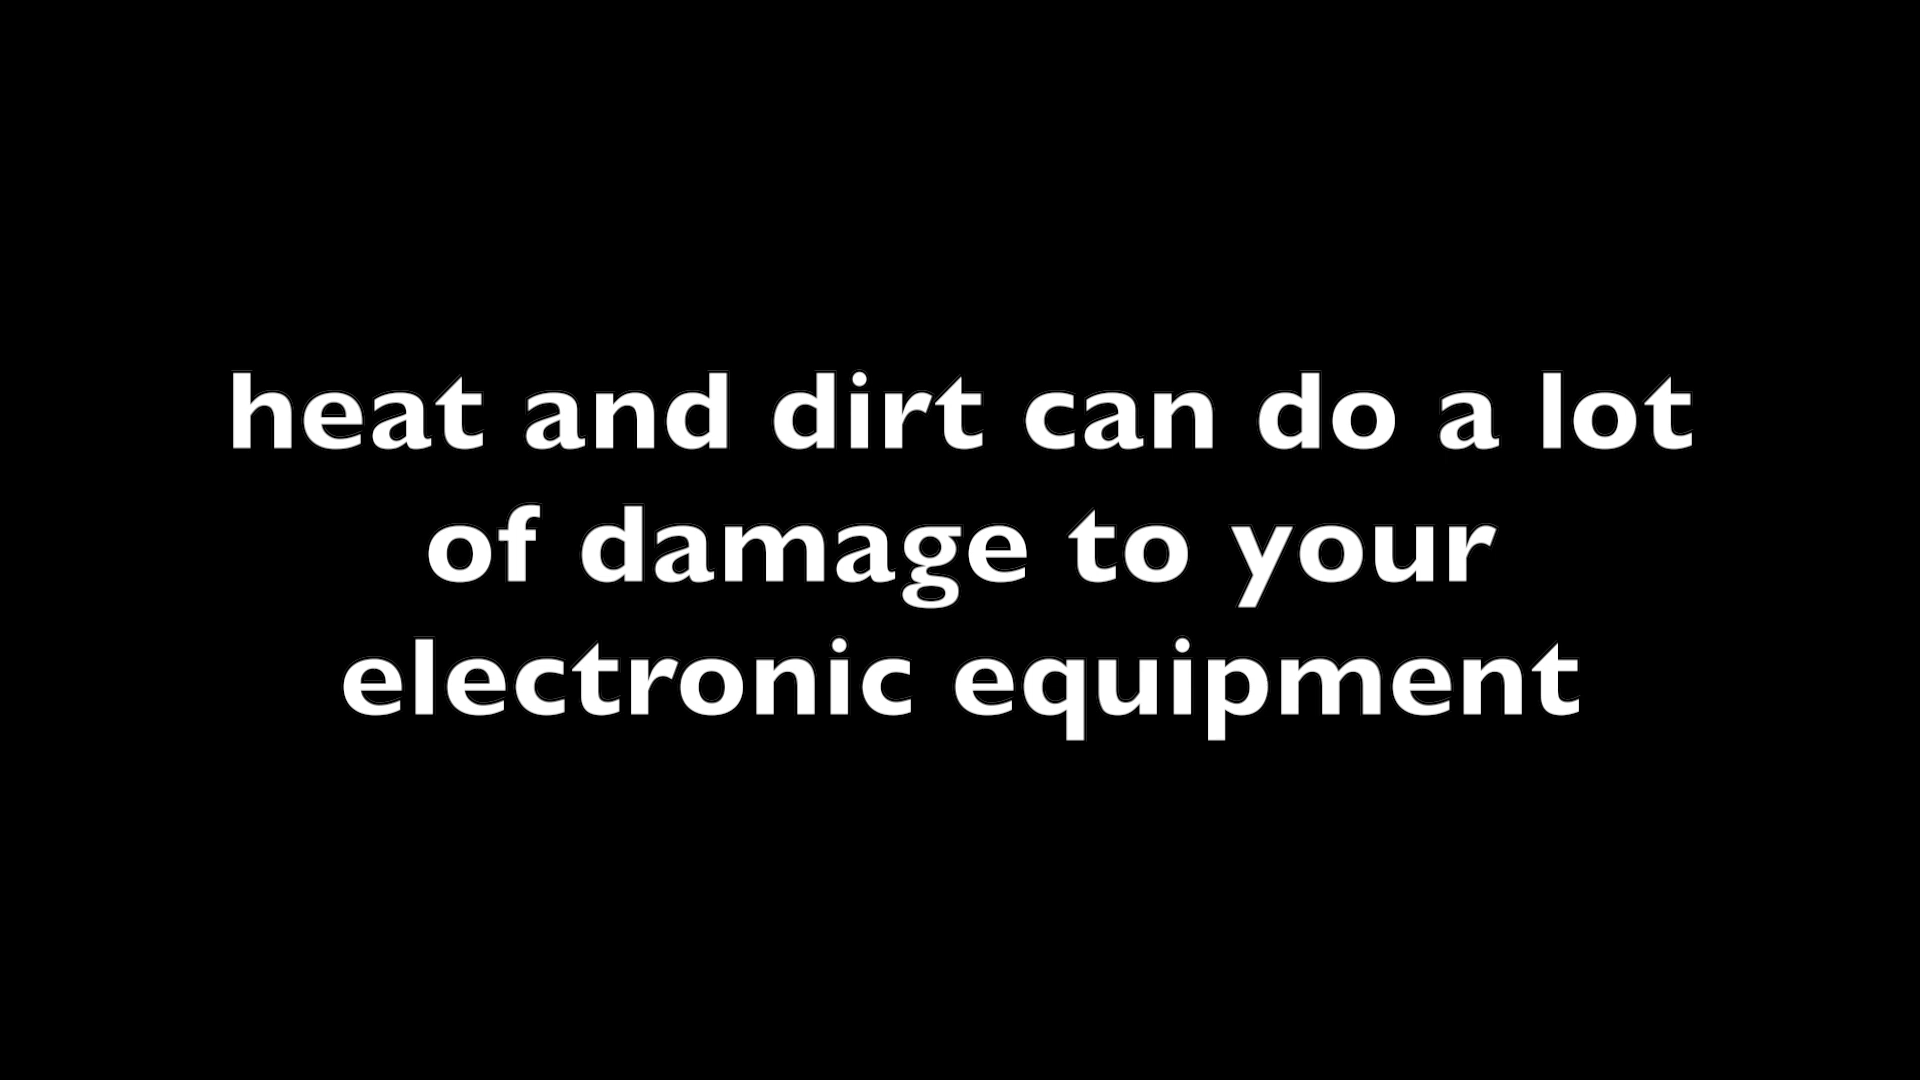 heat and dirt can do a lot
of damage to your
electronic equipment